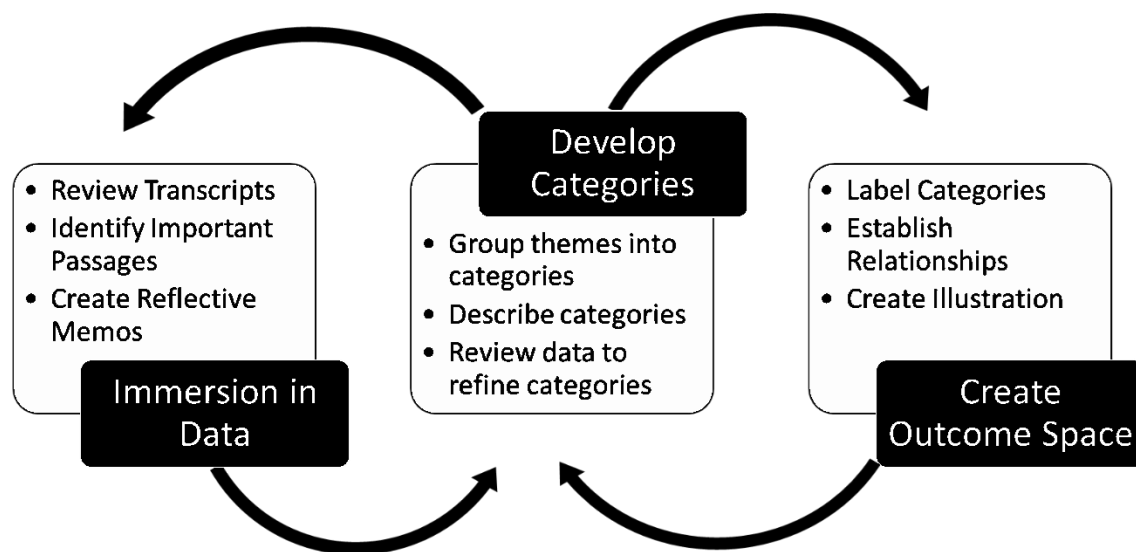 • Review Transcripts
• Identify Important
Passages
• Create Reflective
Memos
Immersion in
Data
Develop
Categories
• Group themes into
categories
• Describe categories
• Review data to
refine categories
• Label Categories
• Establish
Relationships
• Create Illustration
Create
Outcome Space